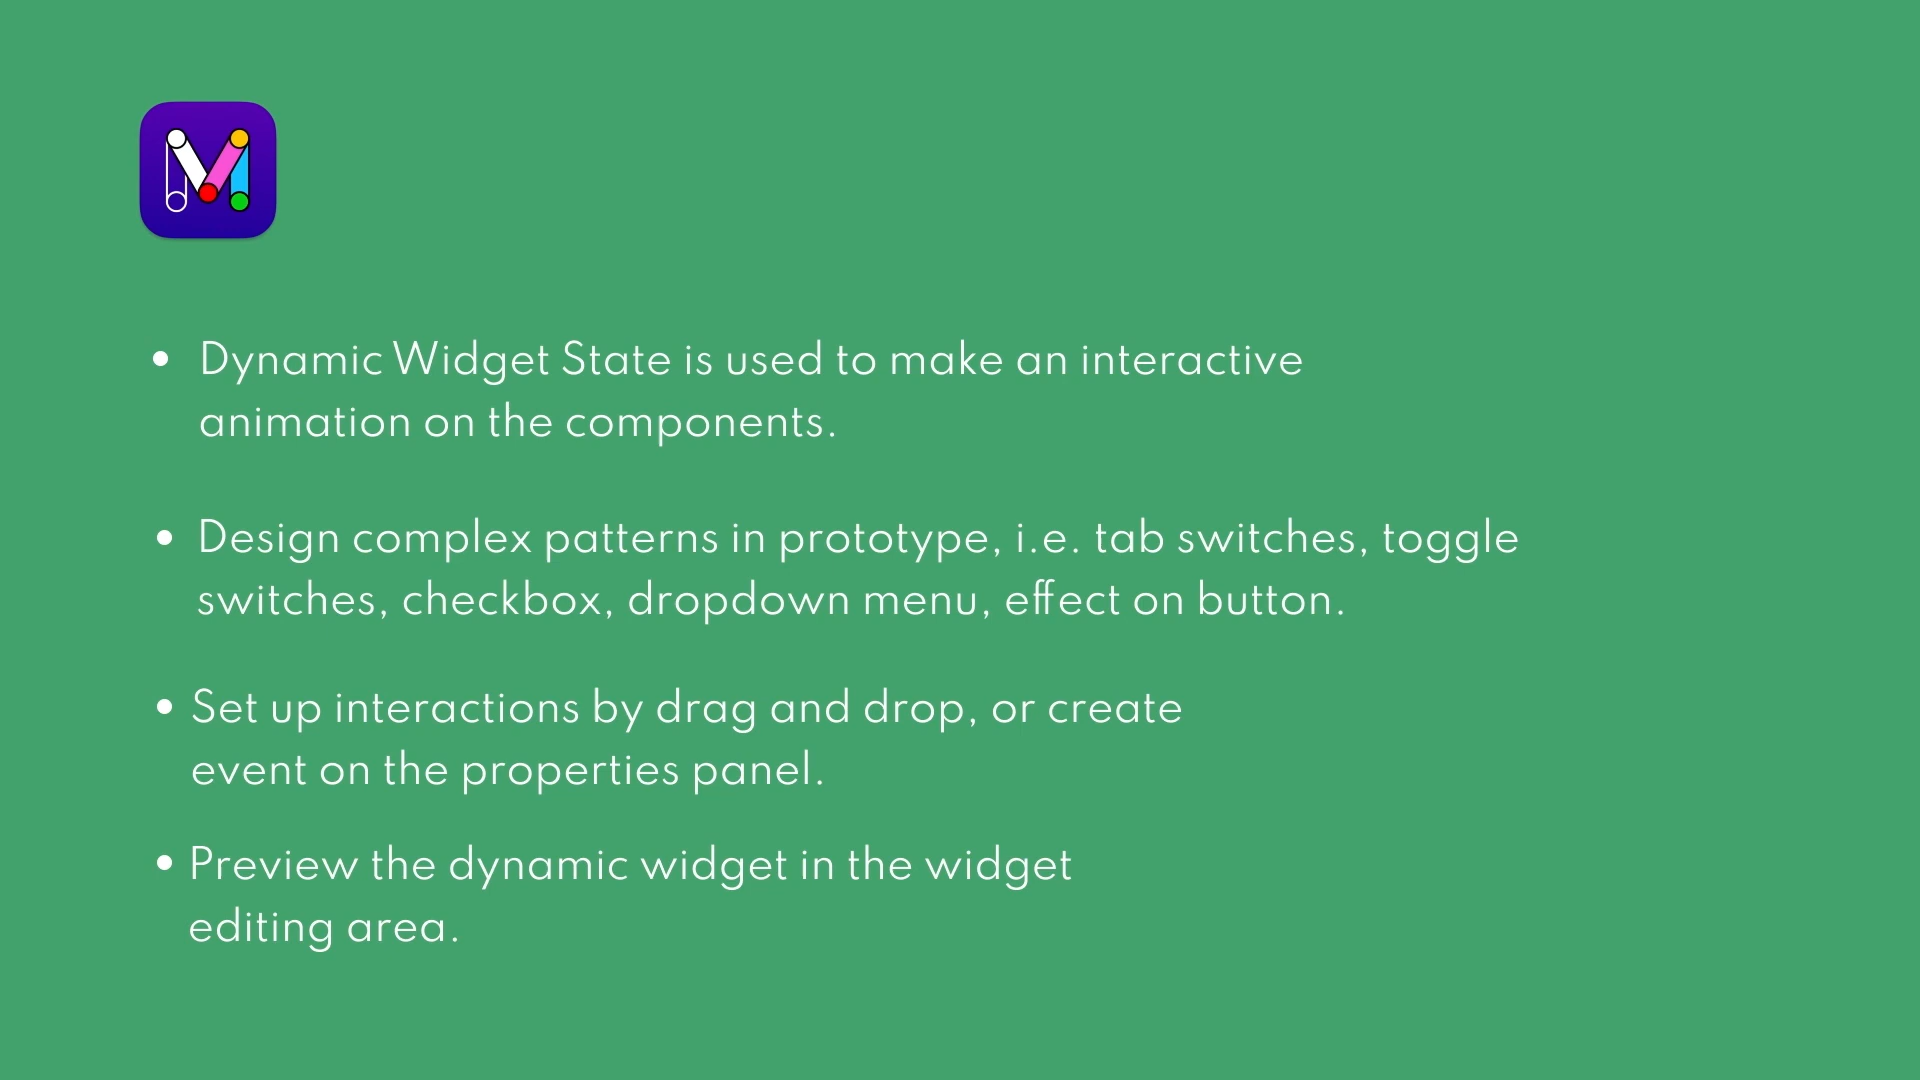 • Dynamic Widget State is used to make an interactive
animation on the components.
• Design complex patterns in prototype, i.e. tab switches, toggle
switches, checkbox, dropdown menu, effect on button.
• Set up interactions by drag and drop, or create
event on the properties panel.
• Preview the dynamic widget in the widget
editing area.